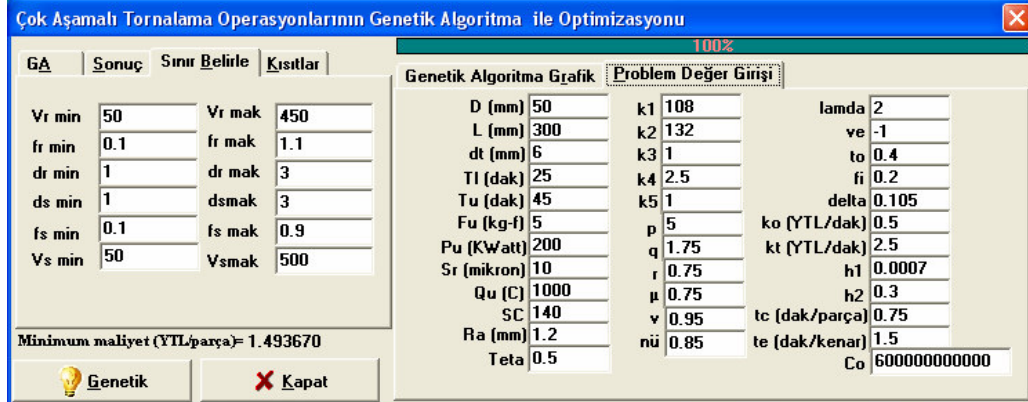 Çok Aşamalı Tornalama Operasyonlarının Genetik Algoritma ile Optimizasyonu
100%
GA Sonuç Sınır Belirle Kısıtlar
Genetik Algoritma Grafik Problem Değer Girişi
Vr min 50 Vr mak 450
fr min 0.1 fr mak 1.1
dr min 1 dr mak 3
ds min 1 dsmak 3
fs min 0.1 fs mak 0.9
Vs min 50 Vsmak 500
Minimum maliyet (YTL/parça)= 1.493670
Genetik Kapat
D (mm) 50 k1 108 lamda 2
L (mm) 300 k2 132 ve -1
dt (mm) 6 k3 1 to 0.4
Tl (dak) 25 k4 2.5 fi 0.2
Tu (dak) 45 k5 1 delta 0.105
Fu (kg-f) 5 p 5 ko (YTL/dak) 0.5
Pu (KWatt) 200 q 1.75 kt (YTL/dak) 2.5
Sr (mikron) 10 r 0.75 h1 0.0007
Qu (C) 1000 µ 0.75 h2 0.3
SC 140 v 0.95 tc (dak/parça) 0.75
Ra (mm) 1.2 nü 0.85 te (dak/kenar) 1.5
Teta 0.5 Co 600000000000